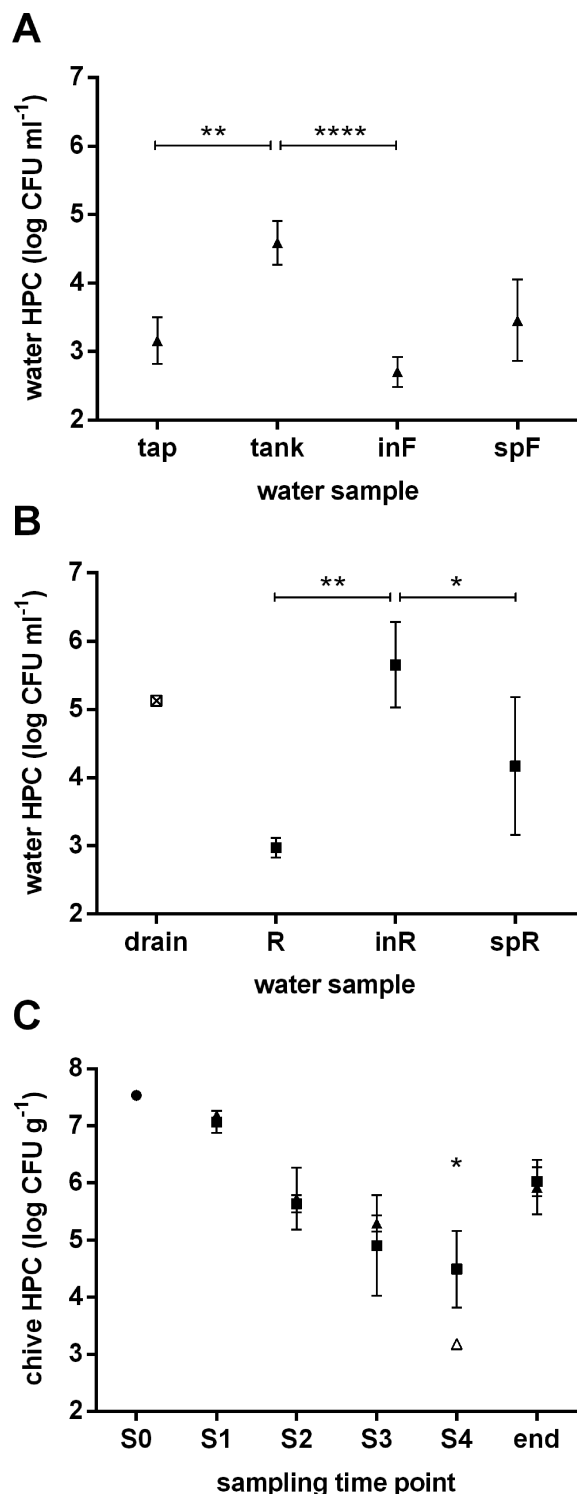 A
water HPC (log CFU ml⁻¹)
7
6
5
4
3
2
** ****
tap tank inF spF
water sample
B
water HPC (log CFU ml⁻¹)
7
6
5
4
3
2
** *
drain R inR spR
water sample
C
chive HPC (log CFU g⁻¹)
8
7
6
5
4
3
2
*
S0 S1 S2 S3 S4 end
sampling time point